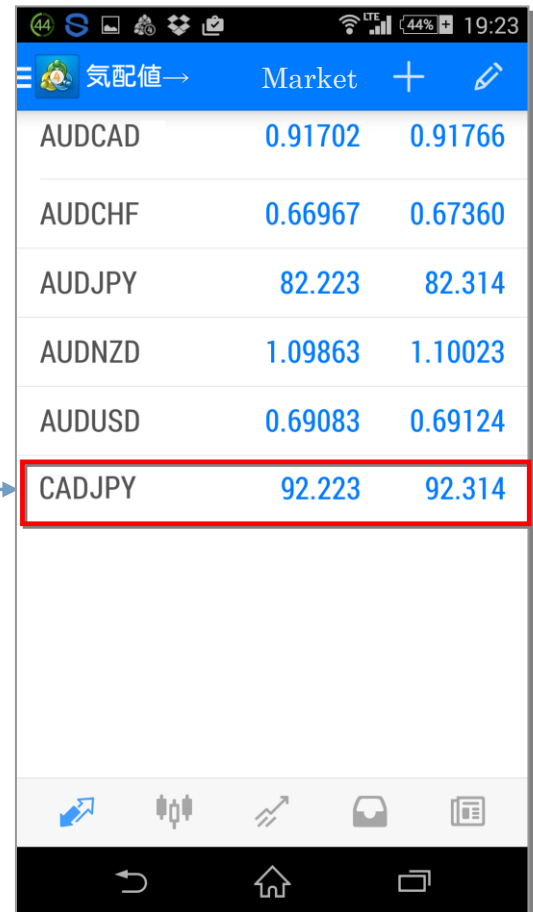 44 LTE 44% 19:23
気配値→ Market
AUDCAD 0.91702 0.91766
AUDCHF 0.66967 0.67360
AUDJPY 82.223 82.314
AUDNZD 1.09863 1.10023
AUDUSD 0.69083 0.69124
CADJPY 92.223 92.314